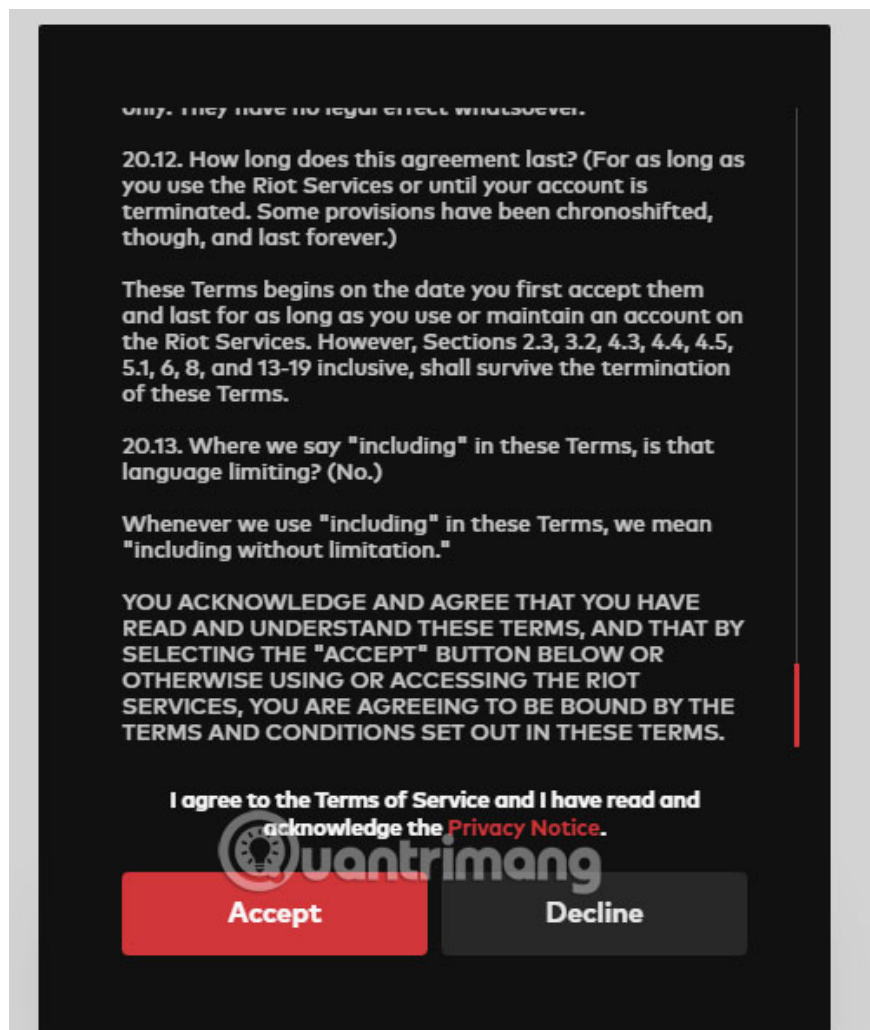 only. They have no legal effect whatsoever.
20.12. How long does this agreement last? (For as long as
you use the Riot Services or until your account is
terminated. Some provisions have been chronoshifted,
though, and last forever.)
These Terms begins on the date you first accept them
and last for as long as you use or maintain an account on
the Riot Services. However, Sections 2.3, 3.2, 4.3, 4.4, 4.5,
5.1, 6, 8, and 13-19 inclusive, shall survive the termination
of these Terms.
20.13. Where we say "including" in these Terms, is that
language limiting? (No.)
Whenever we use "including" in these Terms, we mean
"including without limitation."
YOU ACKNOWLEDGE AND AGREE THAT YOU HAVE
READ AND UNDERSTAND THESE TERMS, AND THAT BY
SELECTING THE "ACCEPT" BUTTON BELOW OR
OTHERWISE USING OR ACCESSING THE RIOT
SERVICES, YOU ARE AGREEING TO BE BOUND BY THE
TERMS AND CONDITIONS SET OUT IN THESE TERMS.
I agree to the Terms of Service and I have read and
acknowledge the Privacy Notice.
Quantrimang
Accept Decline